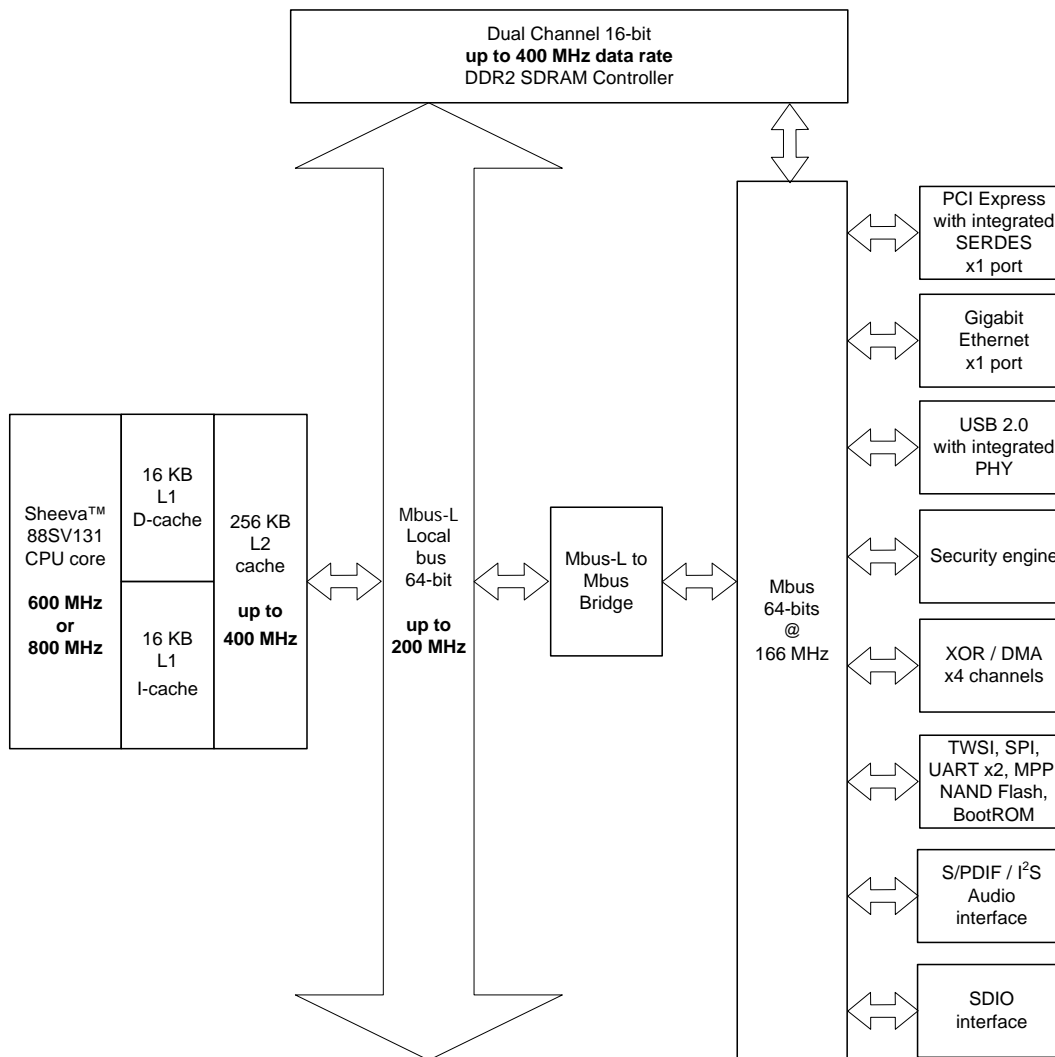 Dual Channel 16-bit
up to 400 MHz data rate
DDR2 SDRAM Controller
PCI Express
with integrated
SERDES
x1 port
Gigabit
Ethernet
x1 port
USB 2.0
with integrated
PHY
Security engine
XOR / DMA
x4 channels
TWSI, SPI,
UART x2, MPP,
NAND Flash,
BootROM
S/PDIF / I²S
Audio
interface
SDIO
interface
Sheeva™
88SV131
CPU core
600 MHz
or
800 MHz
16 KB
L1
D-cache
16 KB
L1
I-cache
256 KB
L2
cache
up to
400 MHz
Mbus-L
Local
bus
64-bit
up to
200 MHz
Mbus-L to
Mbus
Bridge
Mbus
64-bits
@
166 MHz